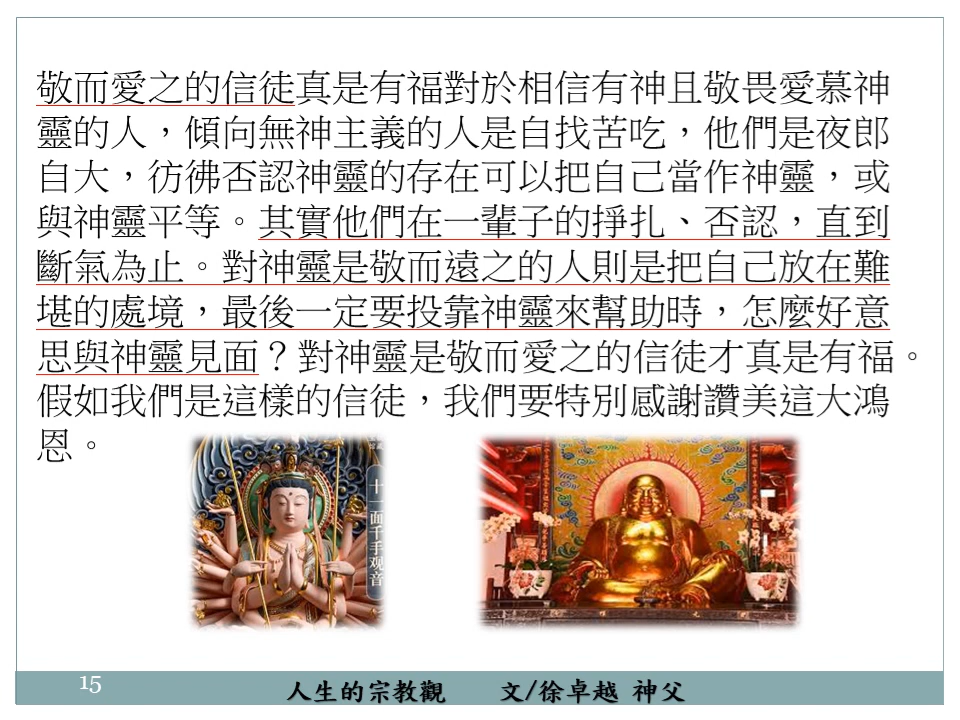 敬而愛之的信徒真是有福對於相信有神且敬畏愛慕神
靈的人，傾向無神主義的人是自找苦吃，他們是夜郎
自大，彷彿否認神靈的存在可以把自己當作神靈，或
與神靈平等。其實他們在一輩子的掙扎、否認，直到
斷氣為止。對神靈是敬而遠之的人則是把自己放在難
堪的處境，最後一定要投靠神靈來幫助時，怎麼好意
思與神靈見面？對神靈是敬而愛之的信徒才真是有福。
假如我們是這樣的信徒，我們要特別感謝讚美這大鴻
恩。
十一面千手观音
15
人生的宗教觀 文/徐卓越 神父